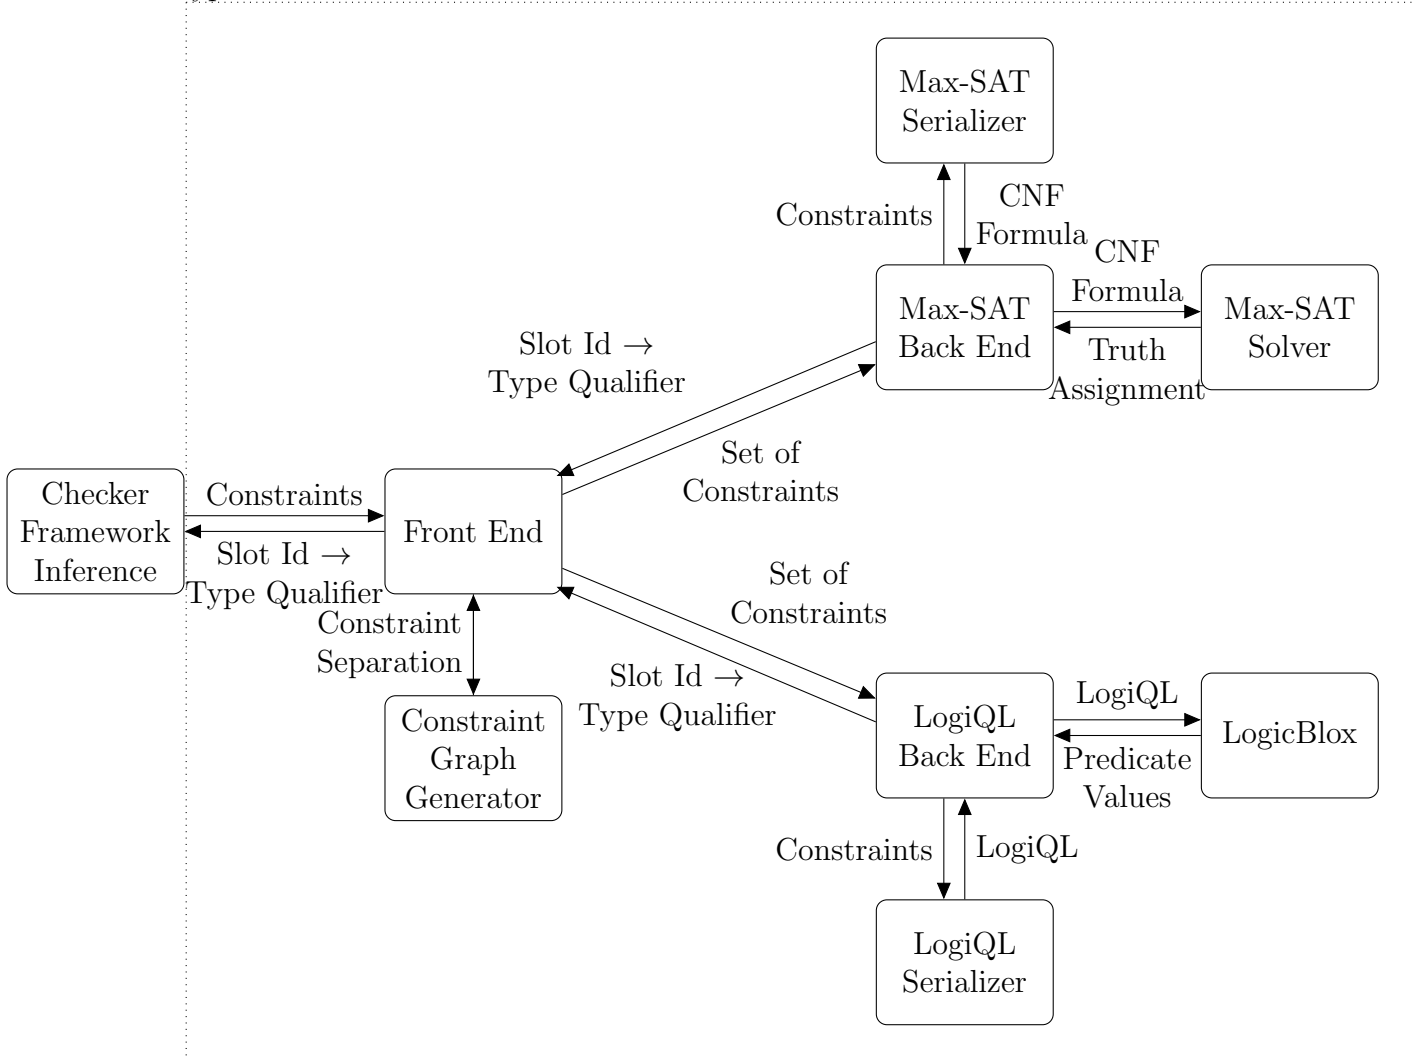 Max-SAT
Serializer
Constraints
CNF
Formula
CNF
Formula
Max-SAT
Back End
Max-SAT
Solver
Truth
Assignment
Slot Id →
Type Qualifier
Set of
Constraints
Checker
Framework
Inference
Constraints
Slot Id →
Type Qualifier
Front End
Constraint
Separation
Constraint
Graph
Generator
Set of
Constraints
Slot Id →
Type Qualifier
LogiQL
Back End
LogiQL
Predicate
Values
LogicBlox
Constraints
LogiQL
LogiQL
Serializer